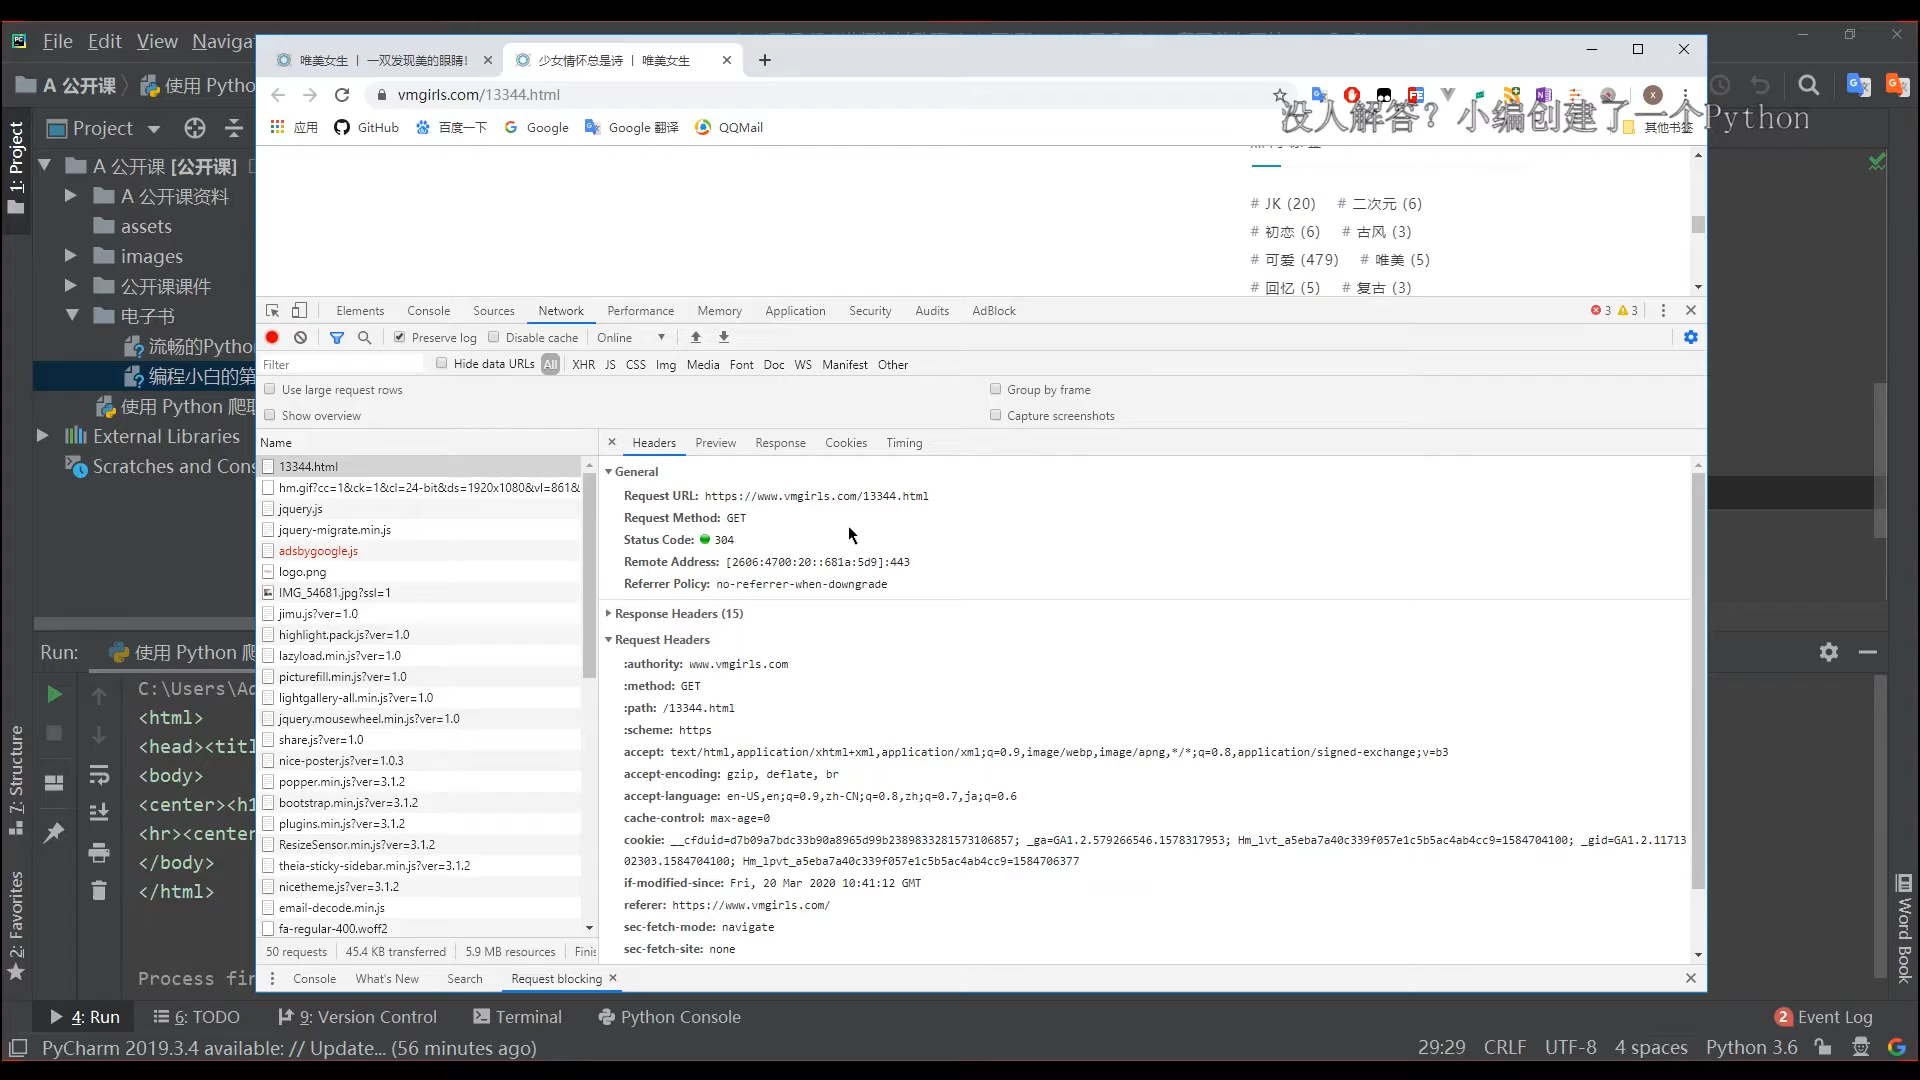 File Edit View Naviga
唯美女生 | 一双发现美的眼睛!
少女情怀总是诗 | 唯美女生
A 公开课
使用 Pytho
vmgirls.com/13344.html
没人解答？小编创建了一个Python
应用
GitHub
百度一下
Google
Google 翻译
QQMail
其他书签
1: Project
Project
A 公开课 [公开课]
A 公开课资料
assets
images
公开课课件
电子书
流畅的Pytho
编程小白的第
使用 Python 爬取
External Libraries
Scratches and Cons
# JK (20) # 二次元 (6)
# 初恋 (6) # 古风 (3)
# 可爱 (479) # 唯美 (5)
# 回忆 (5) # 复古 (3)
Elements Console Sources Network Performance Memory Application Security Audits AdBlock 3 3
Preserve log Disable cache Online
Filter Hide data URLs All XHR JS CSS Img Media Font Doc WS Manifest Other
Use large request rows Group by frame
Show overview Capture screenshots
Name
13344.html
hm.gif?cc=1&ck=1&cl=24-bit&ds=1920x1080&vl=861&
jquery.js
jquery-migrate.min.js
adsbygoogle.js
logo.png
IMG_54681.jpg?ssl=1
jimu.js?ver=1.0
highlight.pack.js?ver=1.0
lazyload.min.js?ver=1.0
picturefill.min.js?ver=1.0
lightgallery-all.min.js?ver=1.0
jquery.mousewheel.min.js?ver=1.0
share.js?ver=1.0
nice-poster.js?ver=1.0.3
popper.min.js?ver=3.1.2
bootstrap.min.js?ver=3.1.2
plugins.min.js?ver=3.1.2
ResizeSensor.min.js?ver=3.1.2
theia-sticky-sidebar.min.js?ver=3.1.2
nicetheme.js?ver=3.1.2
email-decode.min.js
fa-regular-400.woff2
50 requests 45.4 KB transferred 5.9 MB resources Finis
Headers Preview Response Cookies Timing
General
Request URL: https://www.vmgirls.com/13344.html
Request Method: GET
Status Code: 304
Remote Address: [2606:4700:20::681a:5d9]:443
Referrer Policy: no-referrer-when-downgrade
Response Headers (15)
Request Headers
:authority: www.vmgirls.com
:method: GET
:path: /13344.html
:scheme: https
accept: text/html,application/xhtml+xml,application/xml;q=0.9,image/webp,image/apng,*/*;q=0.8,application/signed-exchange;v=b3
accept-encoding: gzip, deflate, br
accept-language: en-US,en;q=0.9,zh-CN;q=0.8,zh;q=0.7,ja;q=0.6
cache-control: max-age=0
cookie: __cfduid=d7b09a7bdc33b90a8965d99b2389833281573106857; _ga=GA1.2.579266546.1578317953; Hm_lvt_a5eba7a40c339f057e1c5b5ac4ab4cc9=1584704100; _gid=GA1.2.11713
02303.1584704100; Hm_lpvt_a5eba7a40c339f057e1c5b5ac4ab4cc9=1584706377
if-modified-since: Fri, 20 Mar 2020 10:41:12 GMT
referer: https://www.vmgirls.com/
sec-fetch-mode: navigate
sec-fetch-site: none
Console What's New Search Request blocking
Run: 使用 Python 爬
C:\Users\Ad
<html>
<head><titl
<body>
<center><h1
<hr><center
</body>
</html>
Process fin
7: Structure
2: Favorites
Word Book
4: Run 6: TODO 9: Version Control Terminal Python Console 2 Event Log
PyCharm 2019.3.4 available: // Update... (56 minutes ago) 29:29 CRLF UTF-8 4 spaces Python 3.6